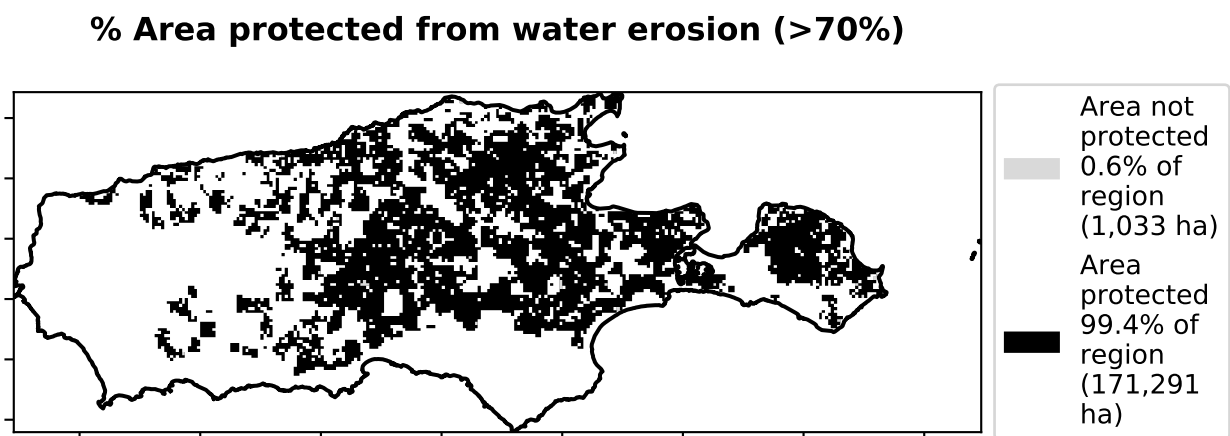 % Area protected from water erosion (>70%)
Area not
protected
0.6% of
region
(1,033 ha)
Area
protected
99.4% of
region
(171,291
ha)